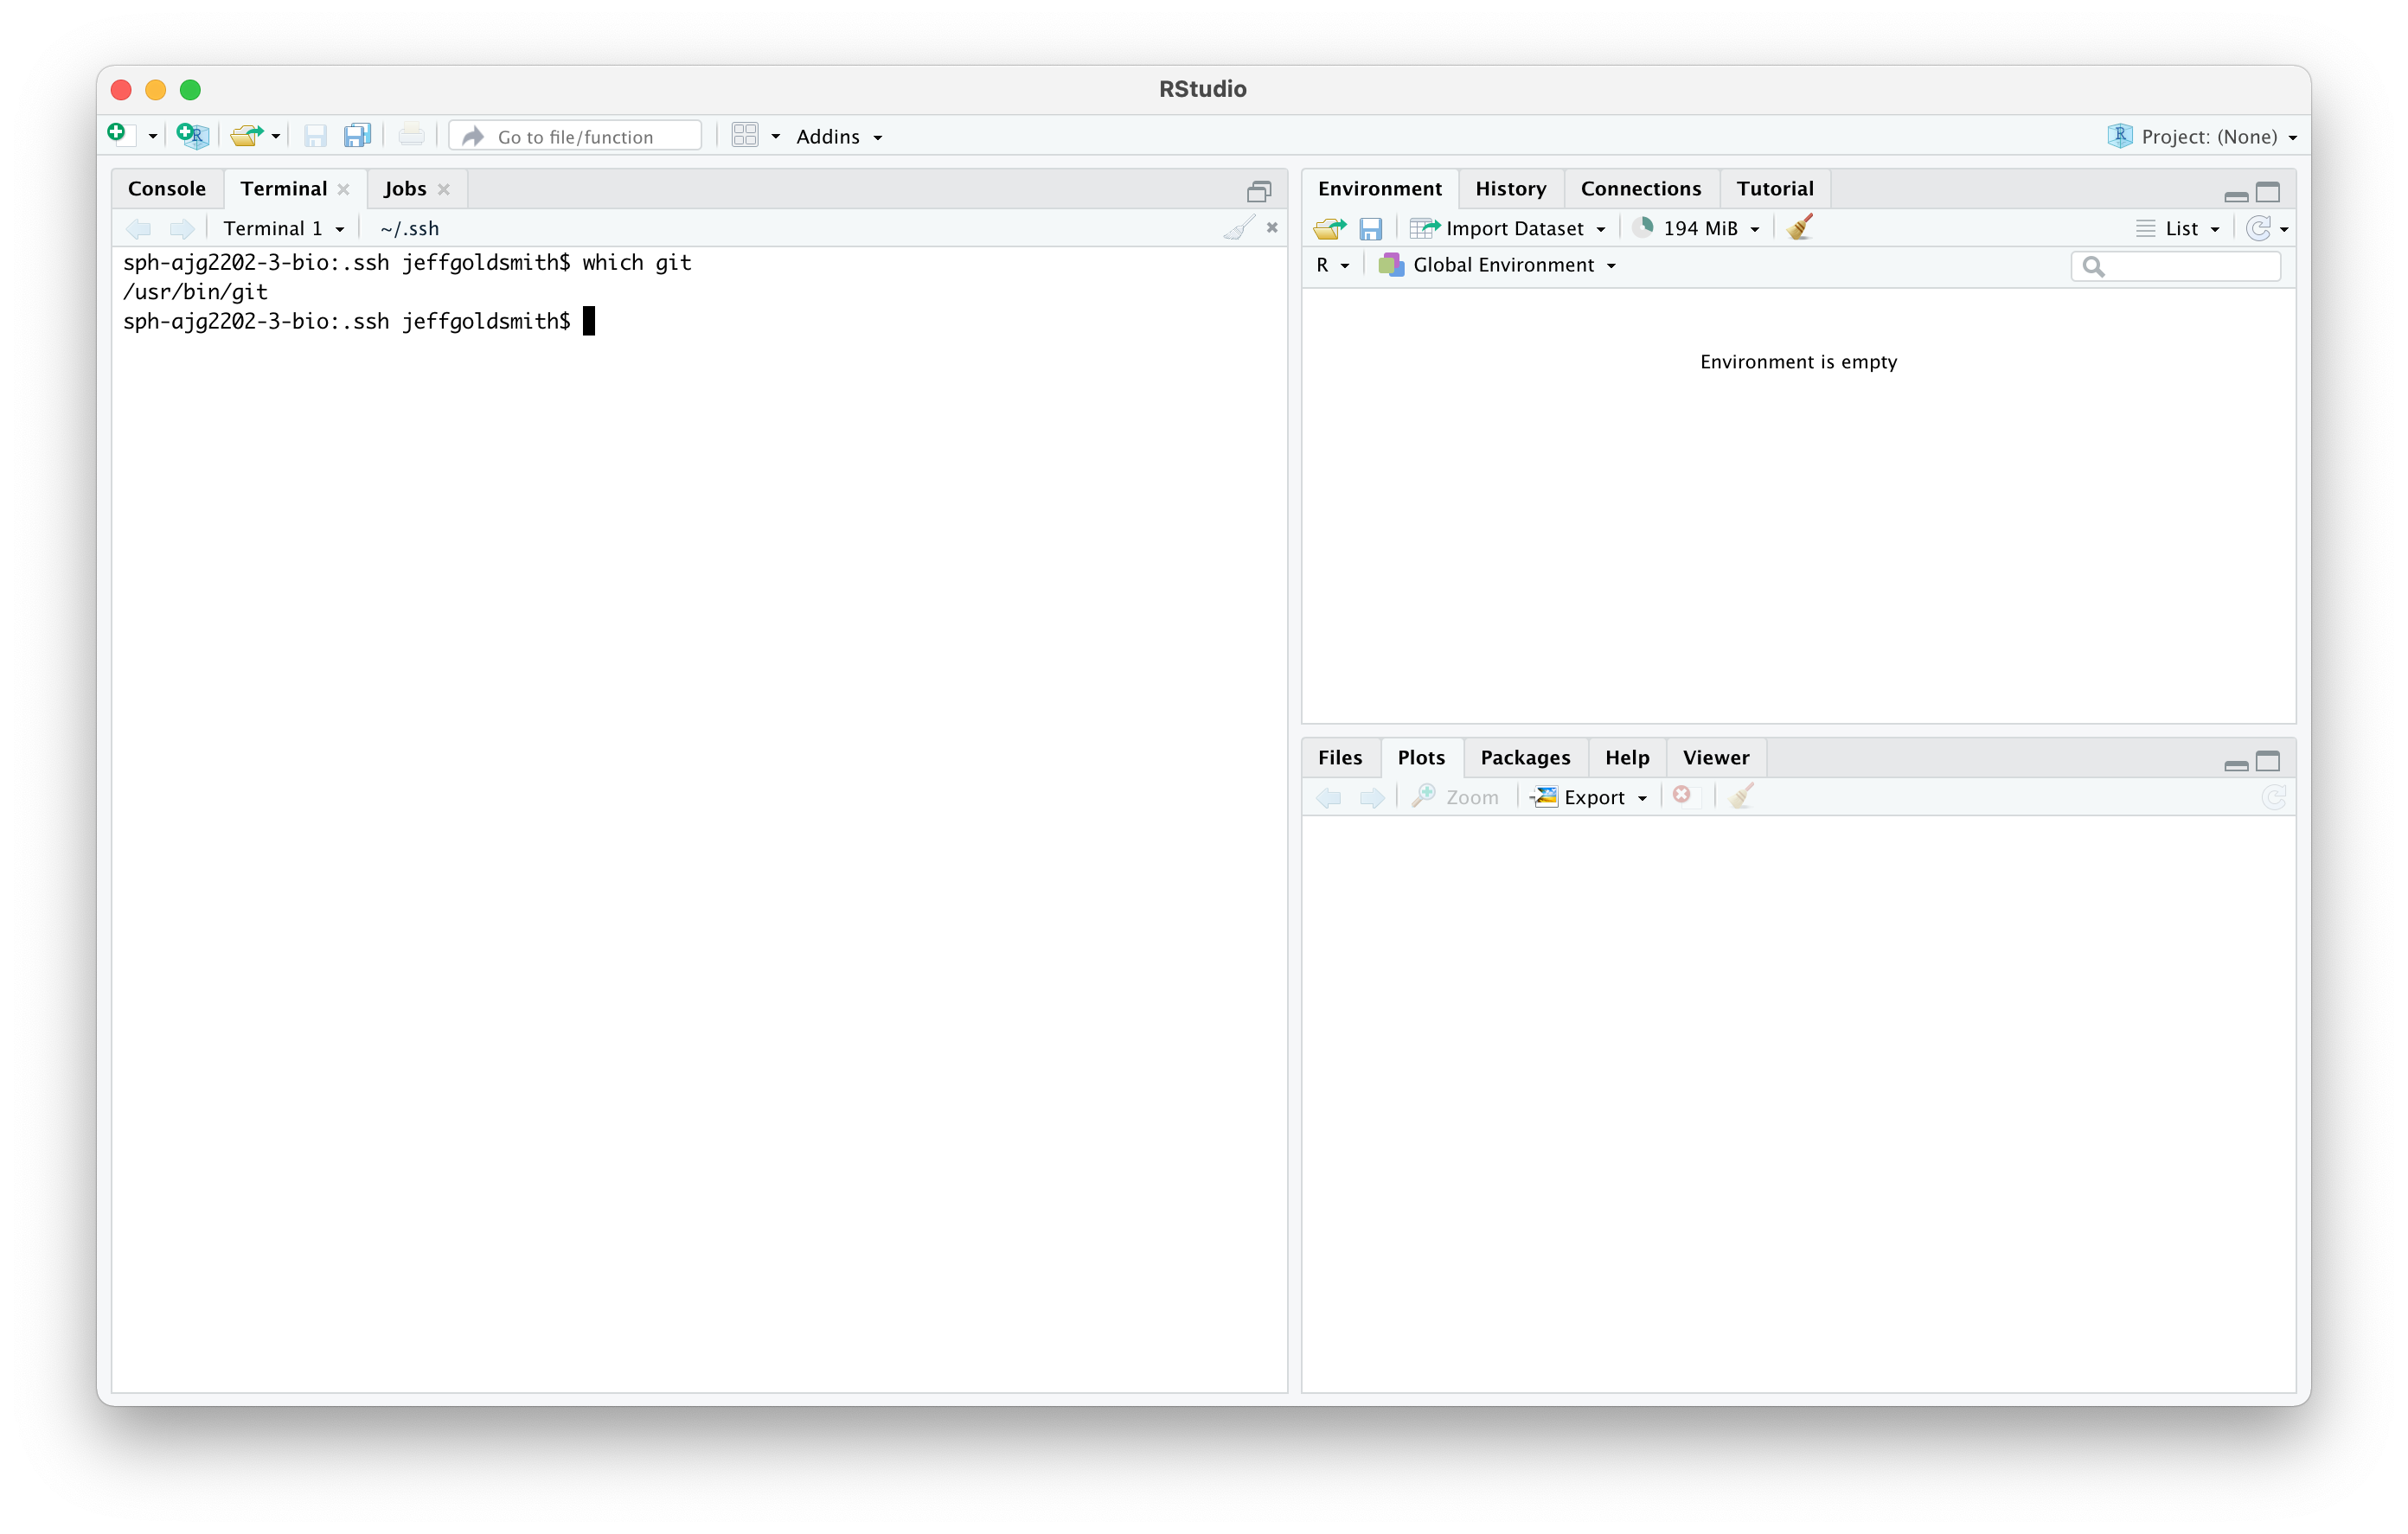 RStudio
Go to file/function
Addins
Project: (None)
Console Terminal Jobs
Terminal 1 ~/.ssh
sph-ajg2202-3-bio:.ssh jeffgoldsmith$ which git
/usr/bin/git
sph-ajg2202-3-bio:.ssh jeffgoldsmith$
Environment History Connections Tutorial
Import Dataset 194 MiB List
R Global Environment
Environment is empty
Files Plots Packages Help Viewer
Zoom Export